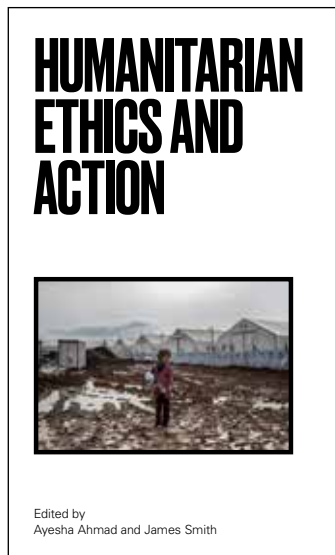 HUMANITARIAN
ETHICS AND
ACTION
Edited by
Ayesha Ahmad and James Smith